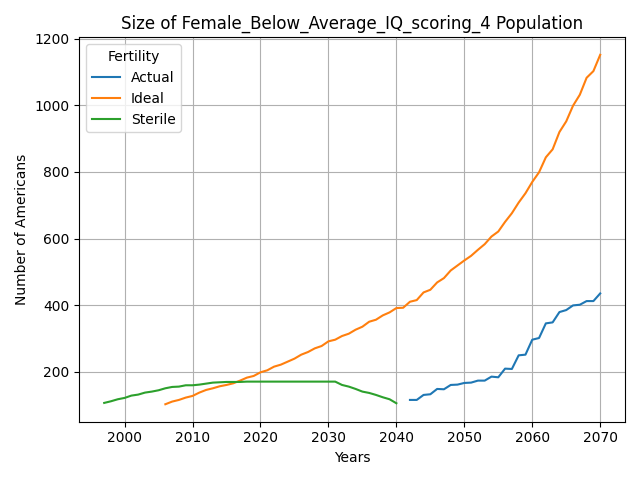 Size of Female_Below_Average_IQ_scoring_4 Population
Fertility
Actual
Ideal
Sterile
Number of Americans
1200
1000
800
600
400
200
2000 2010 2020 2030 2040 2050 2060 2070
Years